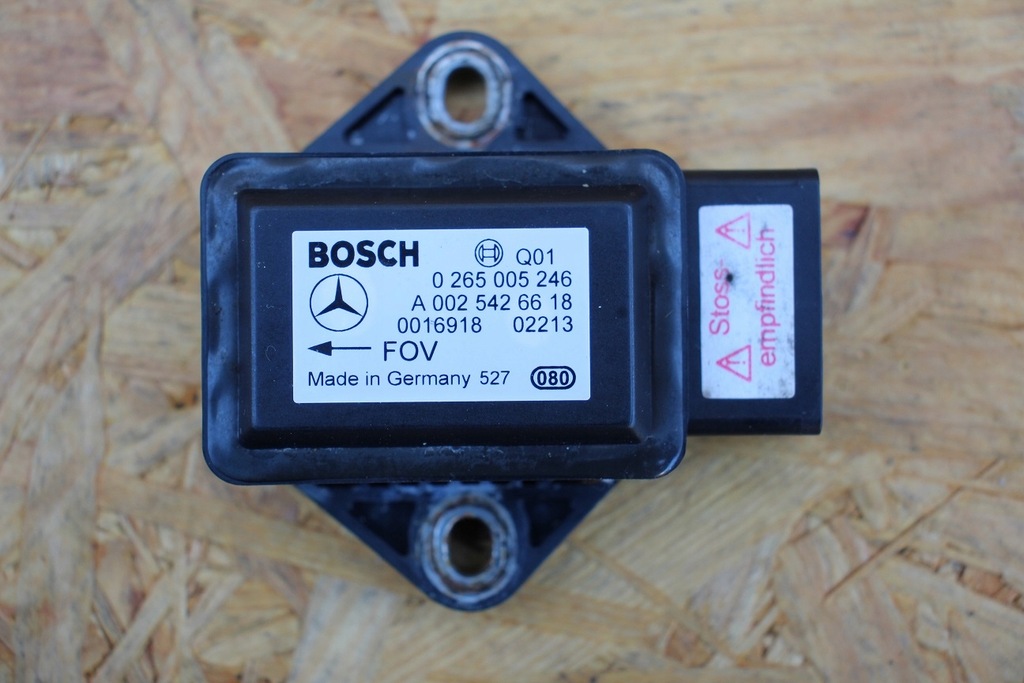 BOSCH Q01
0 265 005 246
A 002 542 66 18
0016918 02213
FOV
Made in Germany 527 080
Stoss-
empfindlich